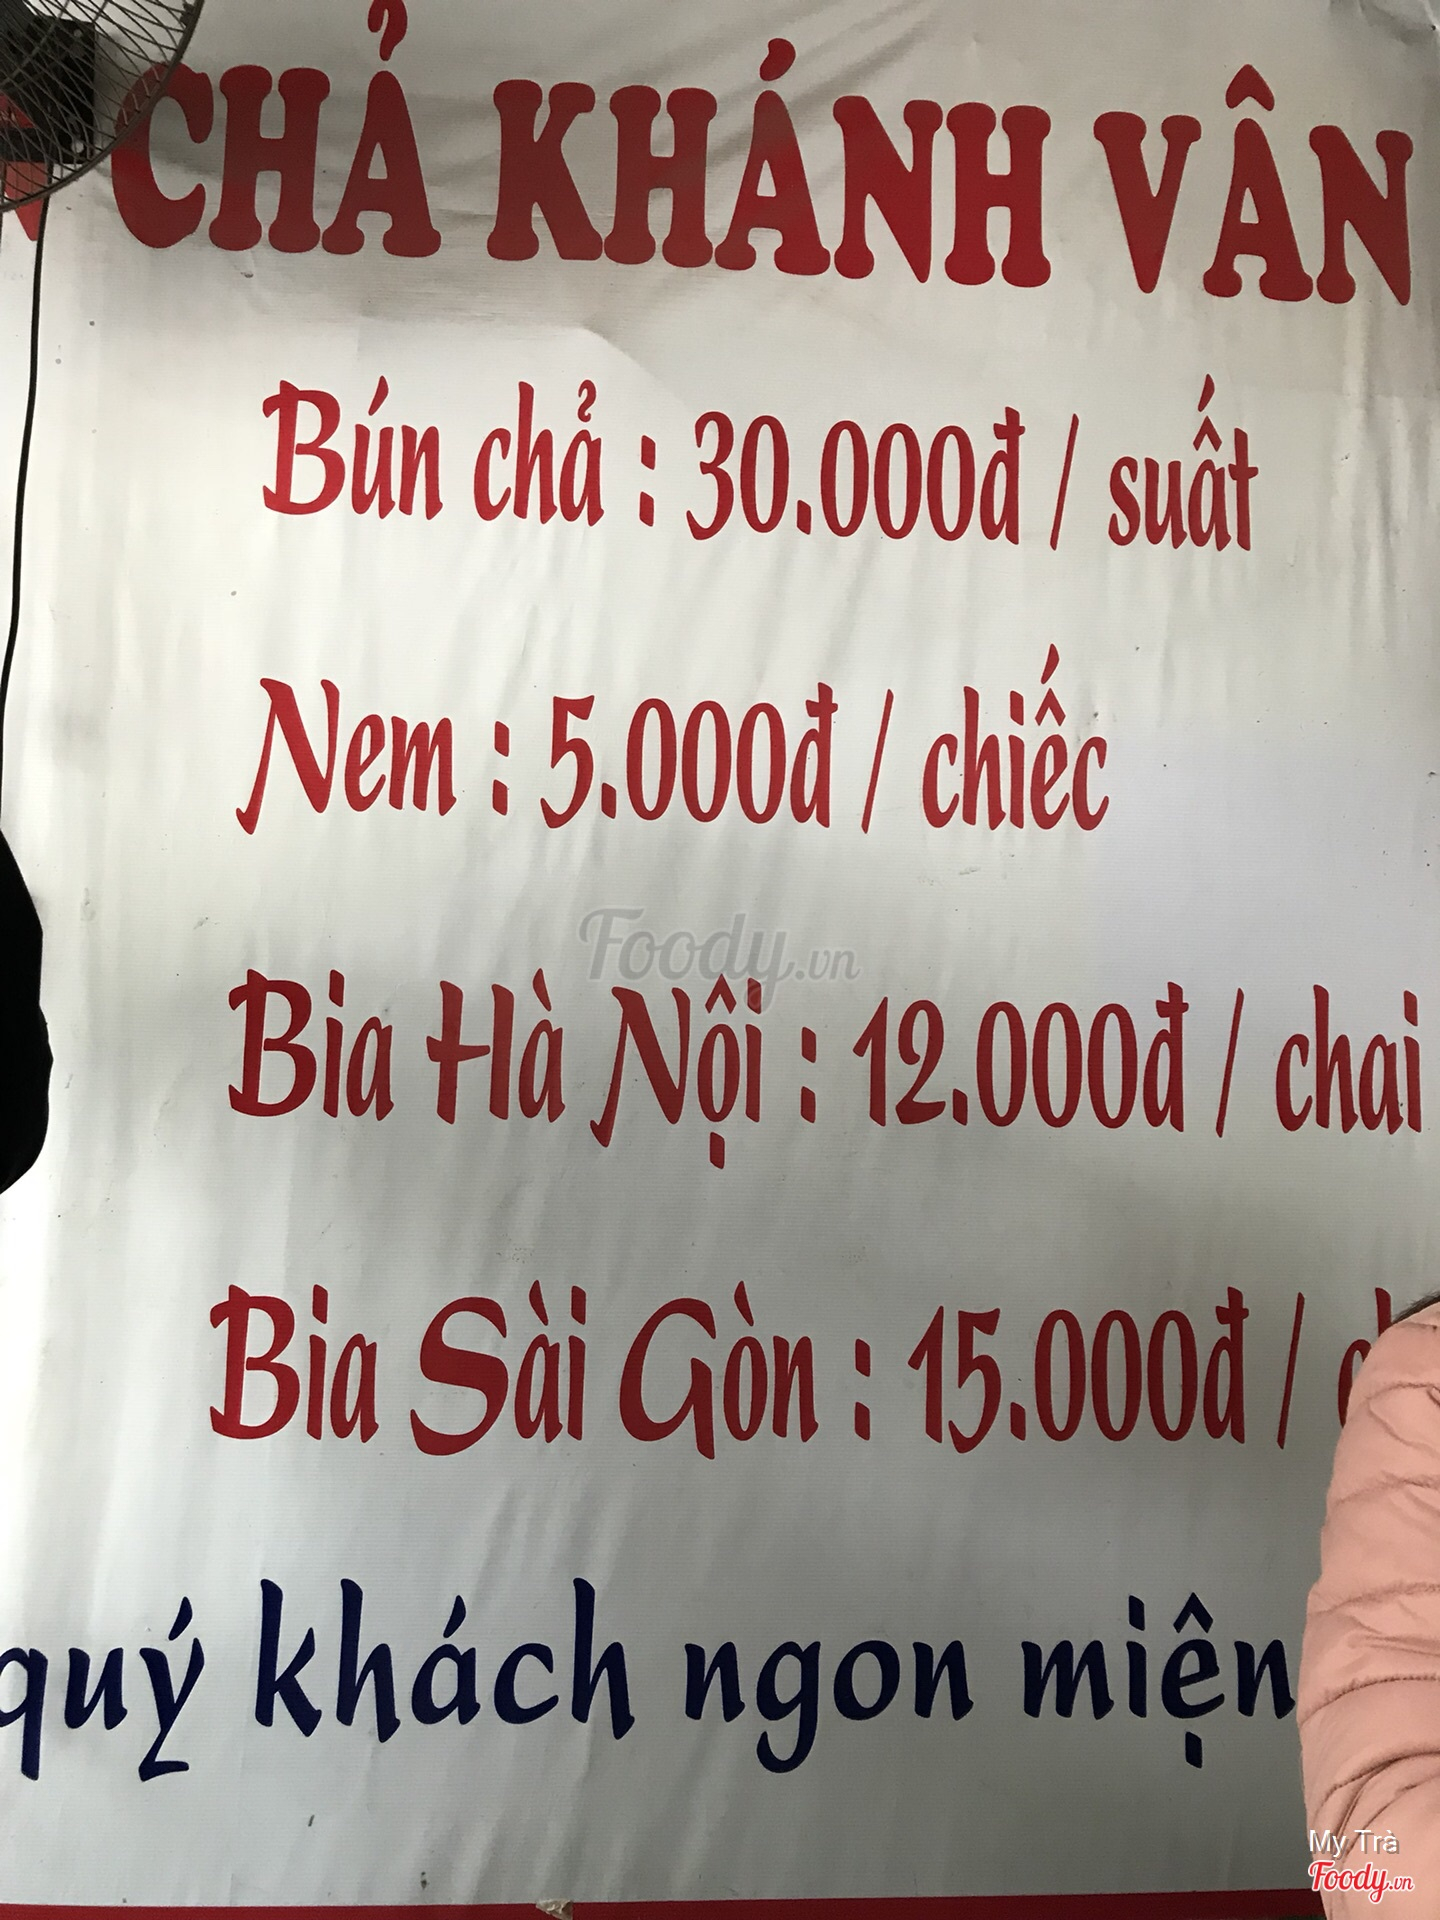 CHẢ KHÁNH VÂN
Bún chả : 30.000đ / suất
Nem : 5.000đ / chiếc
Foody.vn
Bia Hà Nội : 12.000đ / chai
Bia Sài Gòn : 15.000đ /
quý khách ngon miện
My Trà
Foody.vn